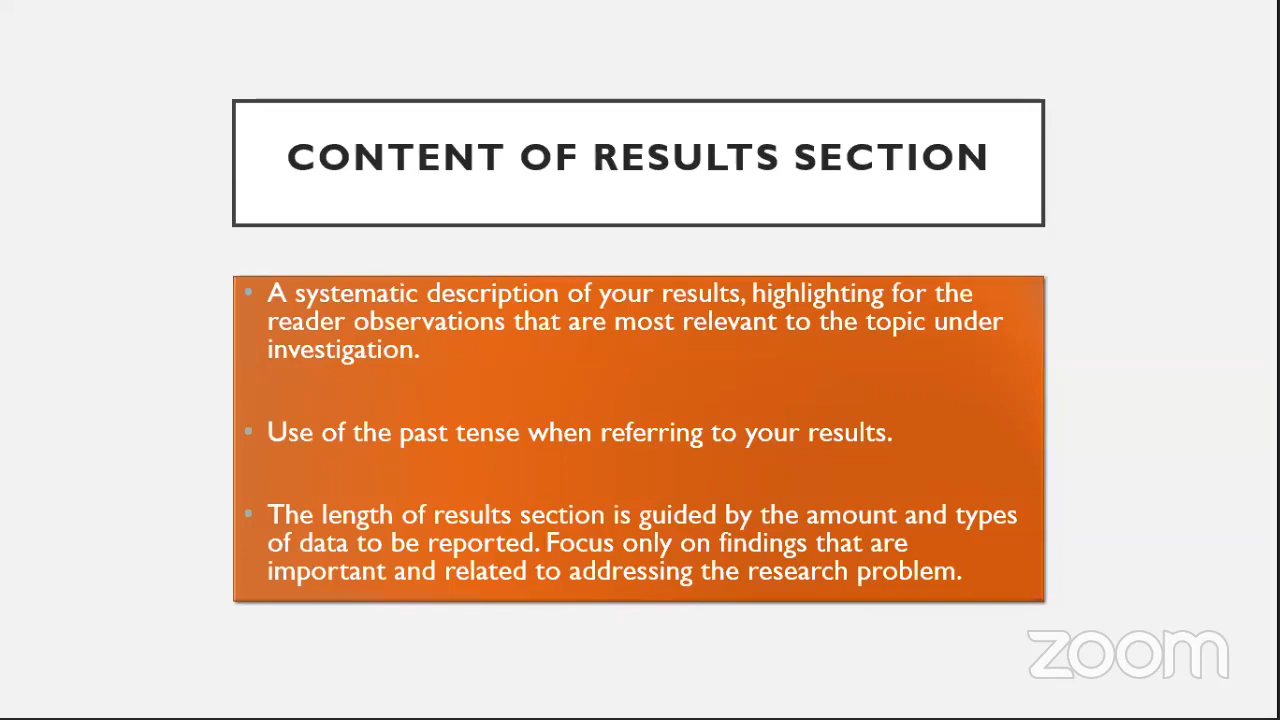 CONTENT OF RESULTS SECTION
• A systematic description of your results, highlighting for the
reader observations that are most relevant to the topic under
investigation.
• Use of the past tense when referring to your results.
• The length of results section is guided by the amount and types
of data to be reported. Focus only on findings that are
important and related to addressing the research problem.
zoom